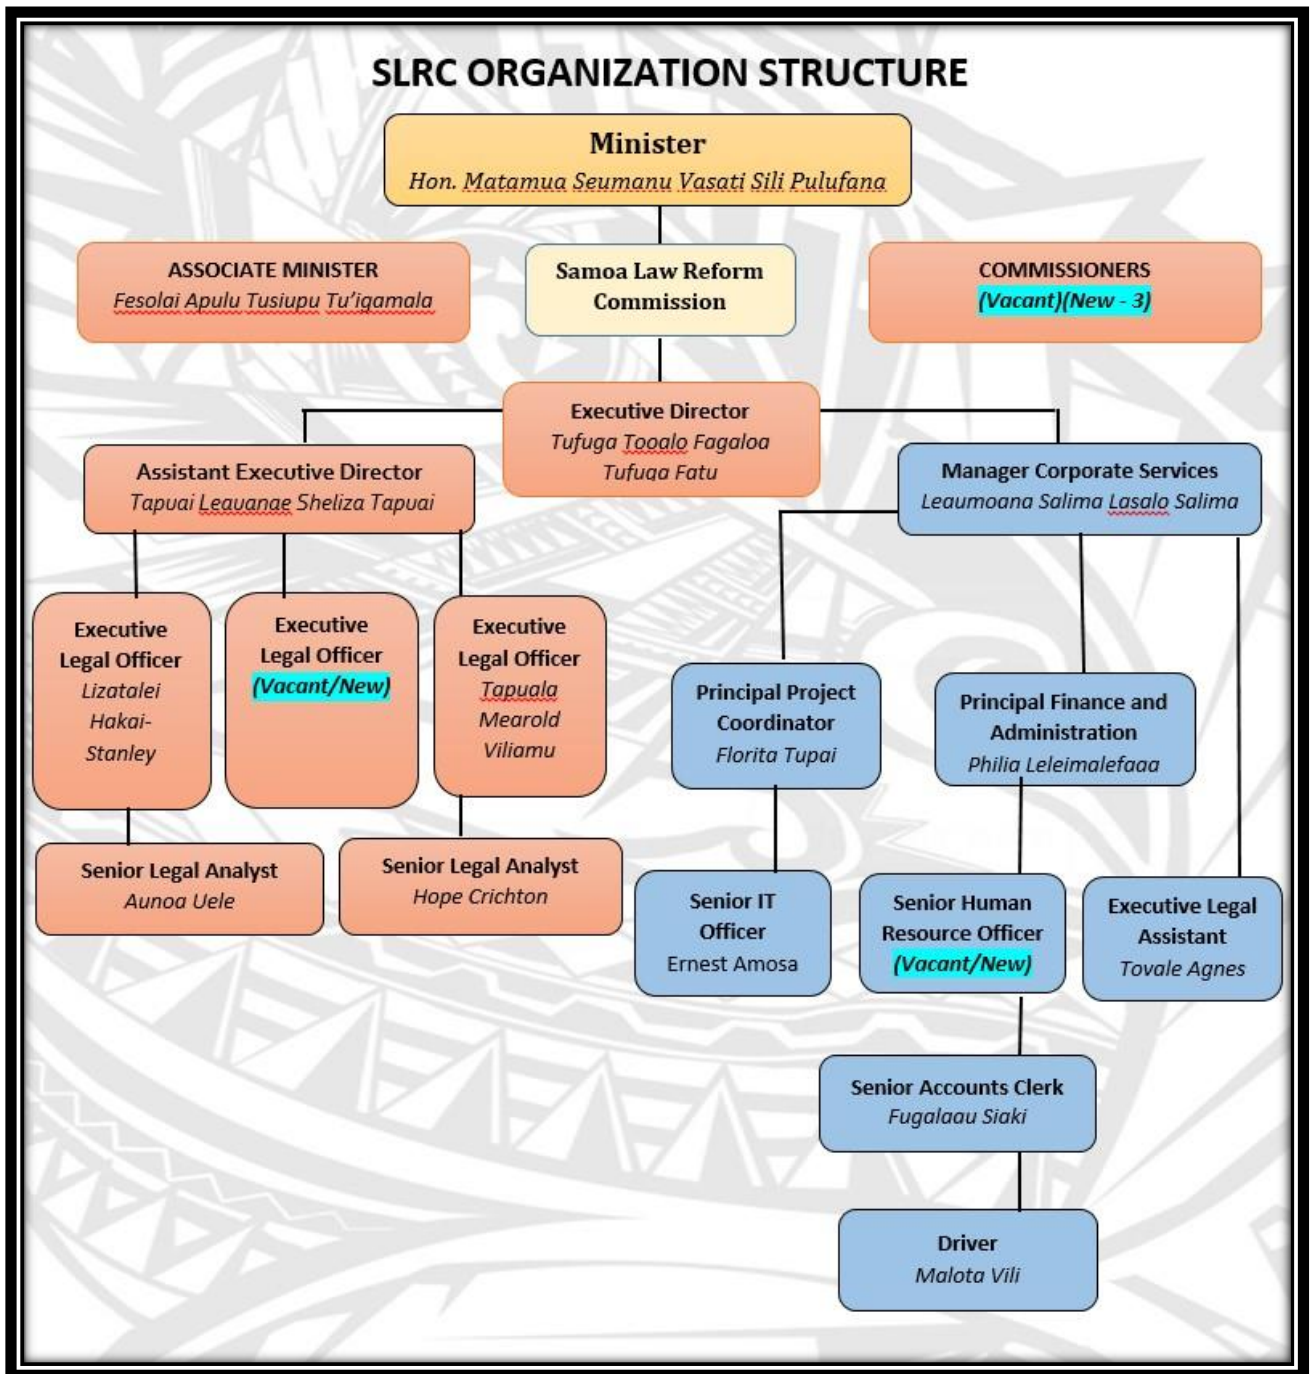 SLRC ORGANIZATION STRUCTURE
Minister
Hon. Matamua Seumanu Vasati Sili Pulufana
ASSOCIATE MINISTER
Fesolai Apulu Tusiupu Tu’igamala
Samoa Law Reform
Commission
COMMISSIONERS
(Vacant)(New - 3)
Executive Director
Tufuga Tooalo Fagaloa
Tufuga Fatu
Assistant Executive Director
Tapuai Leauanae Sheliza Tapuai
Manager Corporate Services
Leaumoana Salima Lasalo Salima
Executive
Legal Officer
Lizatalei
Hakai-
Stanley
Executive
Legal Officer
(Vacant/New)
Executive
Legal Officer
Tapuala
Mearold
Viliamu
Principal Project
Coordinator
Florita Tupai
Principal Finance and
Administration
Philia Leleimalefaaa
Senior Legal Analyst
Aunoa Uele
Senior Legal Analyst
Hope Crichton
Senior IT
Officer
Ernest Amosa
Senior Human
Resource Officer
(Vacant/New)
Executive Legal
Assistant
Tovale Agnes
Senior Accounts Clerk
Fugalaau Siaki
Driver
Malota Vili